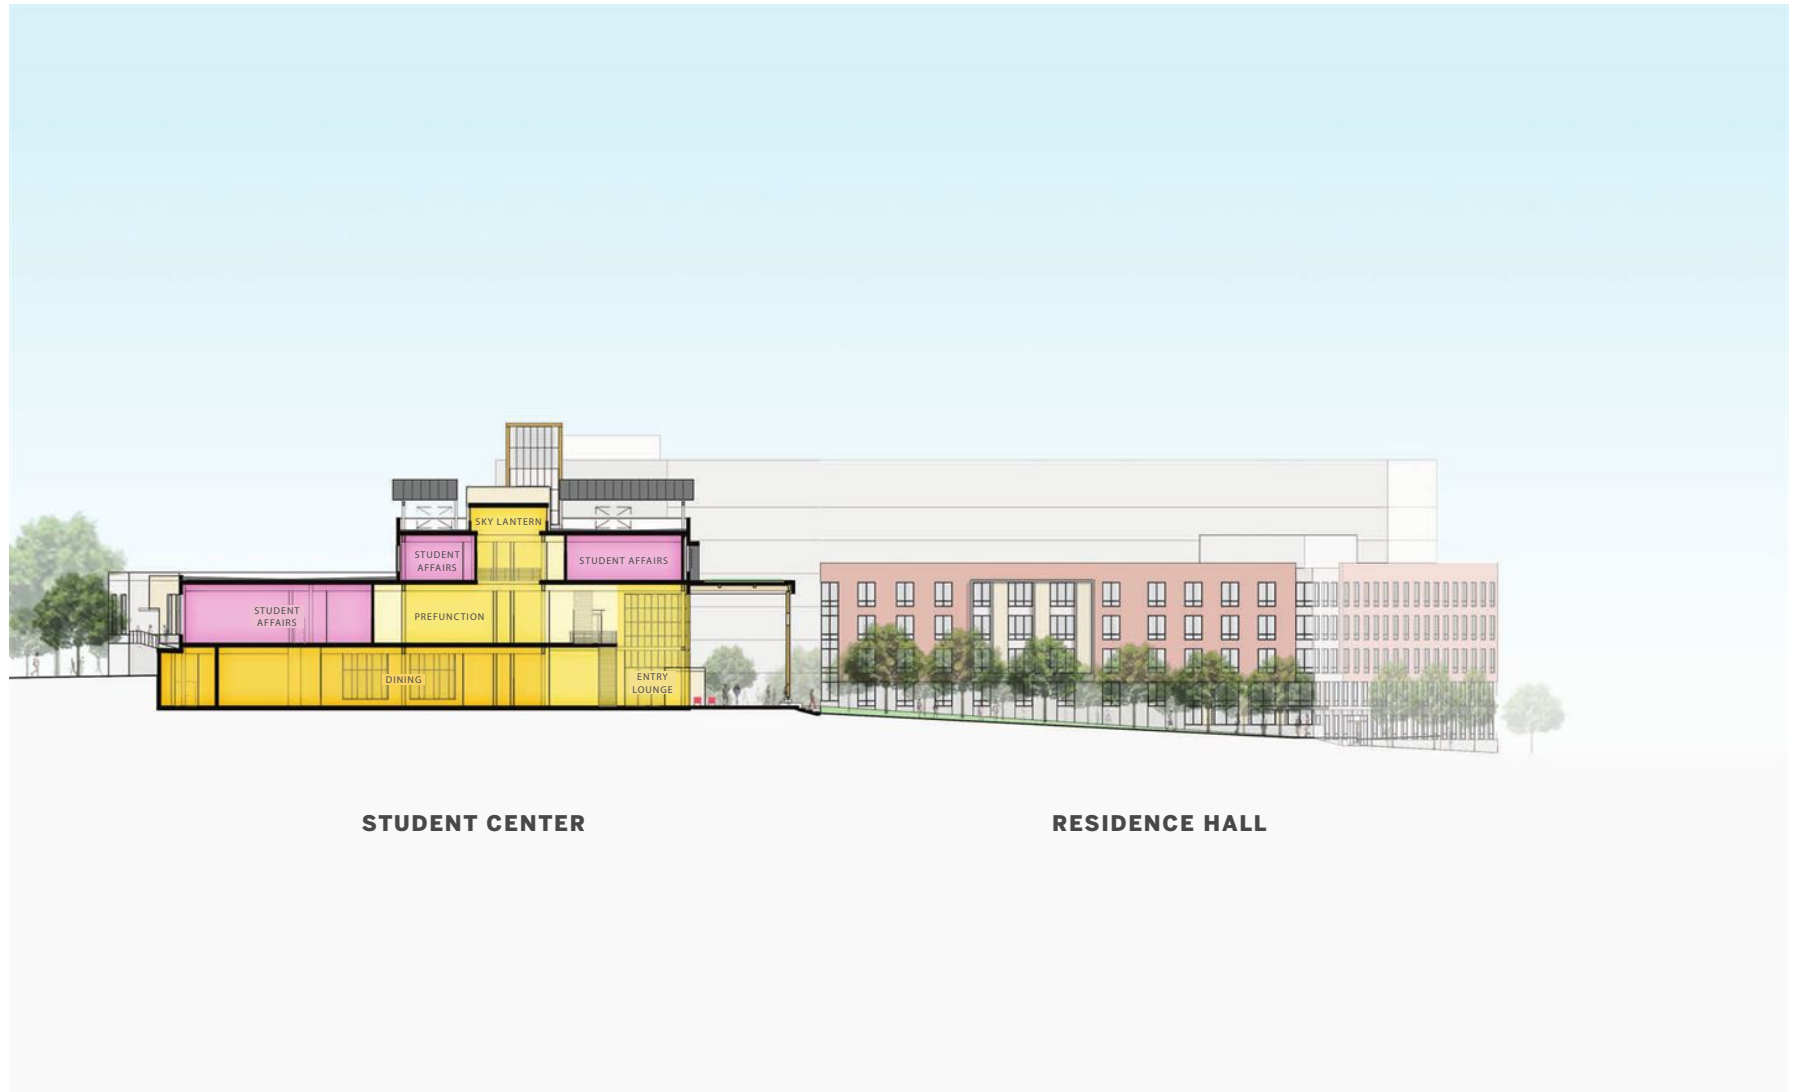 SKY LANTERN
STUDENT
AFFAIRS
STUDENT AFFAIRS
STUDENT
AFFAIRS
PREFUNCTION
DINING
ENTRY
LOUNGE
STUDENT CENTER
RESIDENCE HALL